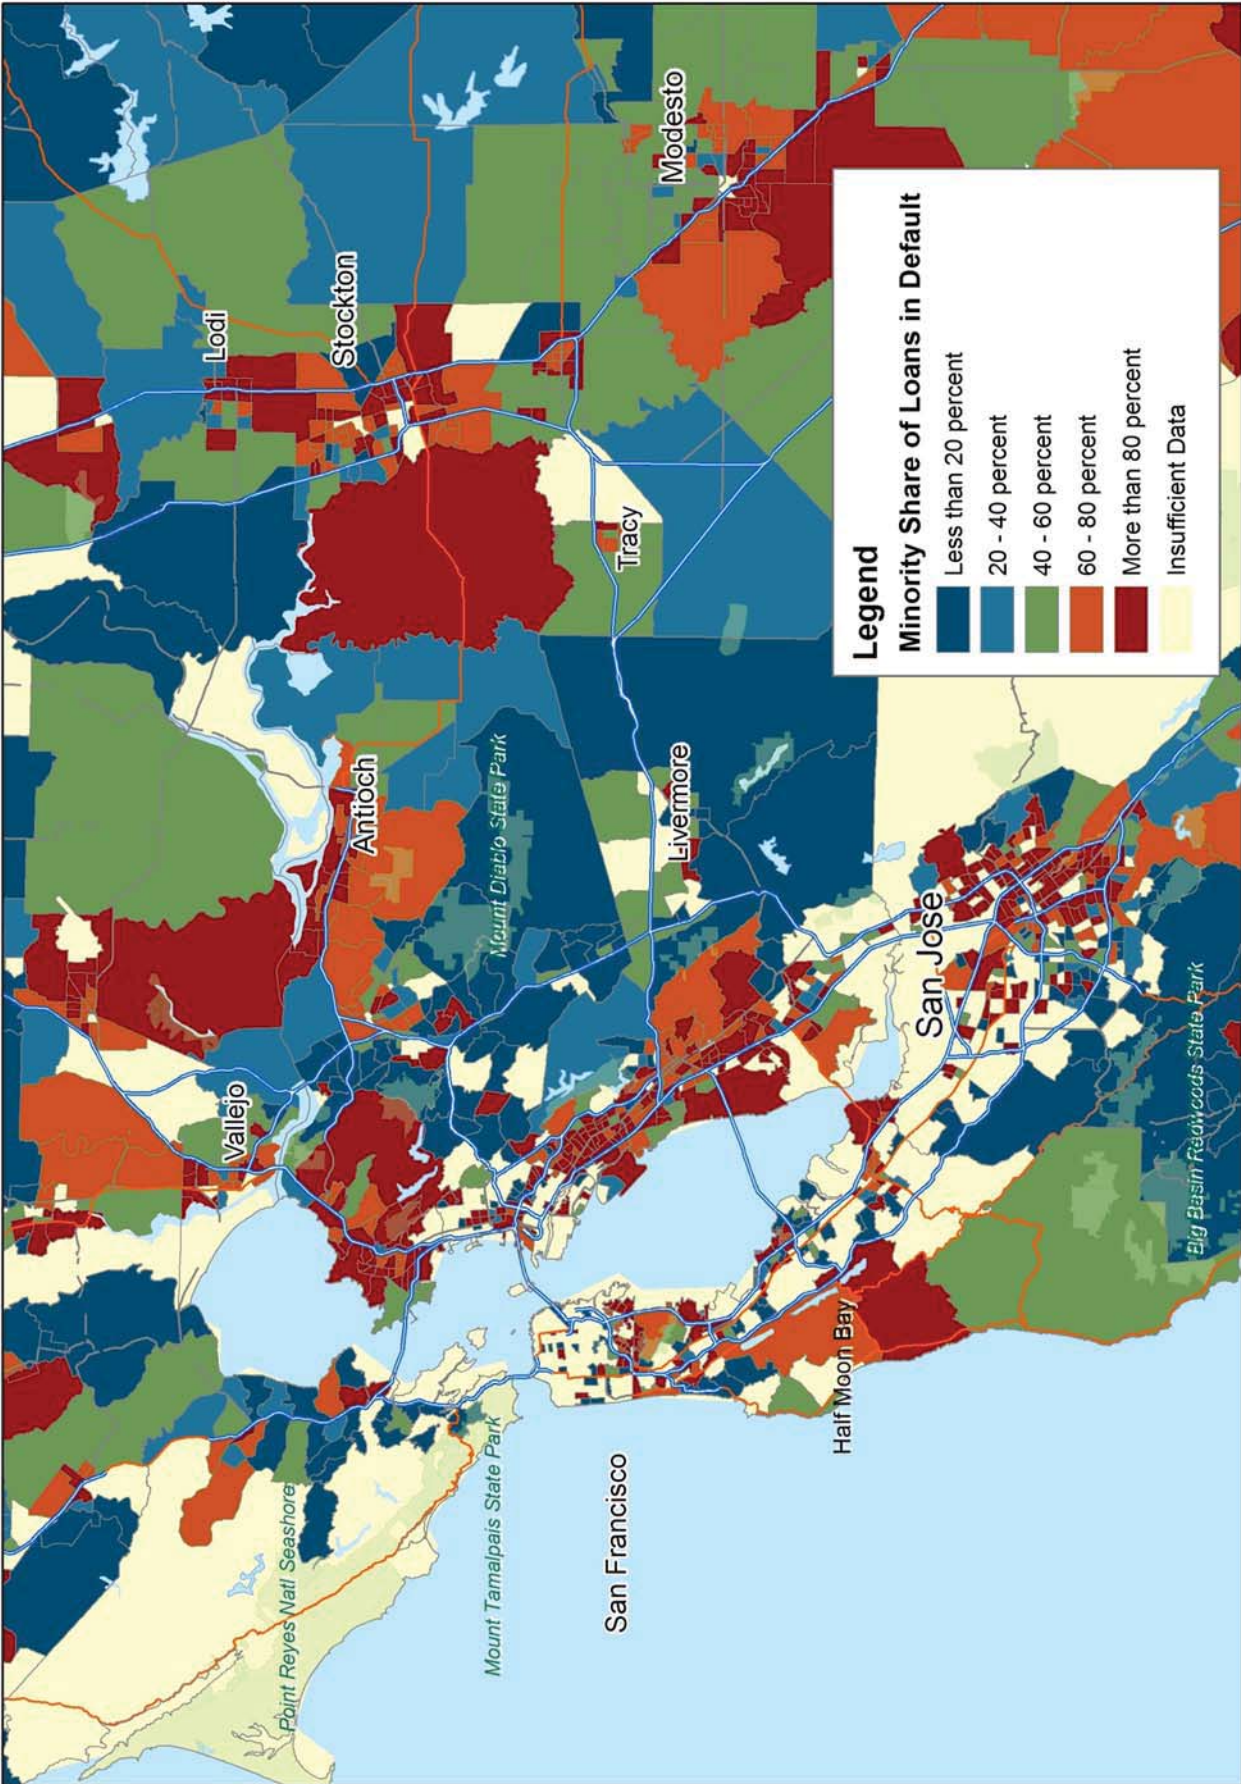 Lodi
Stockton
Modesto
Vallejo
Antioch
Tracy
Livermore
Mount Diablo State Park
Point Reyes Natl Seashore
Mount Tamalpais State Park
San Francisco
Half Moon Bay
San Jose
Big Basin Redwoods State Park
Legend
Minority Share of Loans in Default
Less than 20 percent
20 - 40 percent
40 - 60 percent
60 - 80 percent
More than 80 percent
Insufficient Data